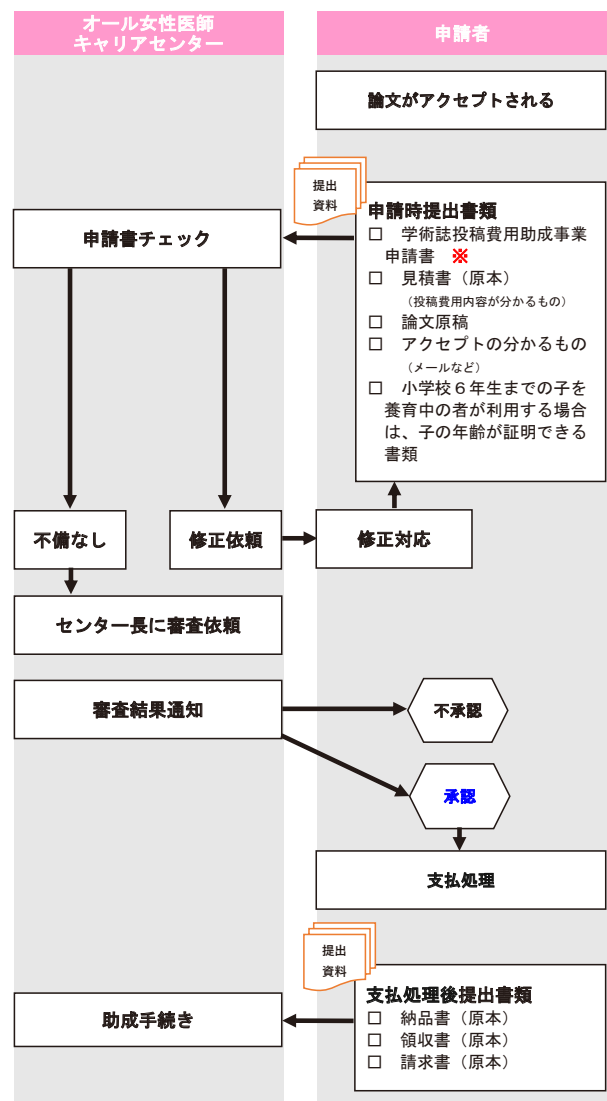 オール女性医師
キャリアセンター
申請者
論文がアクセプトされる
提出
資料
申請時提出書類
□ 学術誌投稿費用助成事業
申請書 ※
□ 見積書（原本）
（投稿費用内容が分かるもの）
□ 論文原稿
□ アクセプトの分かるもの
（メールなど）
□ 小学校６年生までの子を
養育中の者が利用する場合
は、子の年齢が証明できる
書類
申請書チェック
不備なし
修正依頼
修正対応
センター長に審査依頼
審査結果通知
不承認
承認
支払処理
提出
資料
支払処理後提出書類
□ 納品書（原本）
□ 領収書（原本）
□ 請求書（原本）
助成手続き